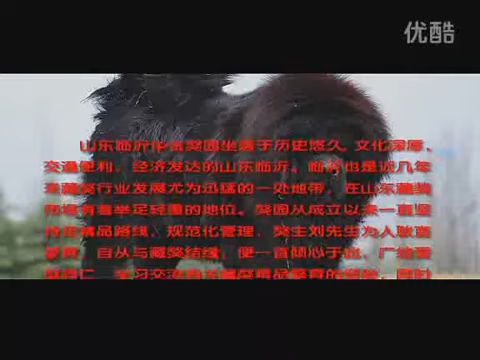 优酷
山东临沂华金獒园坐落于历史悠久,文化深厚、
交通便利、经济发达的山东临沂。临沂也是近几年
来藏獒行业发展尤为迅猛的一处地带,在山东藏獒
市场有着举足轻重的地位。獒园从成立以来一直坚
持走精品路线,规范化管理,獒主刘先生为人耿直
豪爽,自从与藏獒结缘,便一直倾心于此,广结爱
学习交流